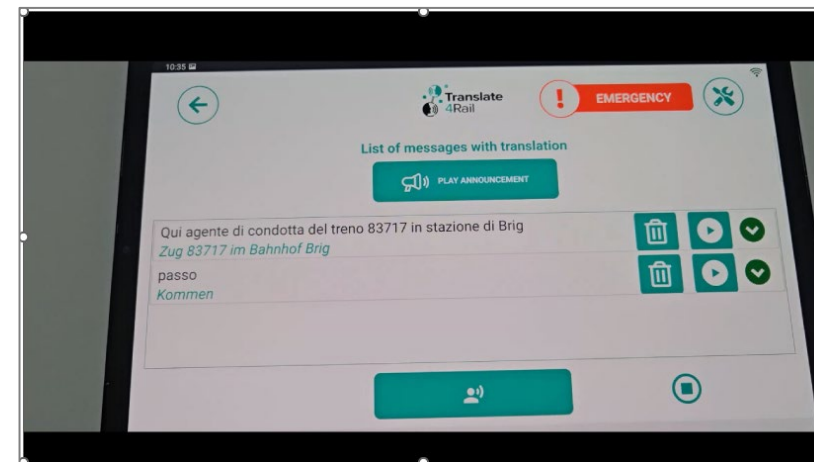 10:35
Translate
4Rail
! EMERGENCY
List of messages with translation
PLAY ANNOUNCEMENT
Qui agente di condotta del treno 83717 in stazione di Brig
Zug 83717 im Bahnhof Brig
passo
Kommen